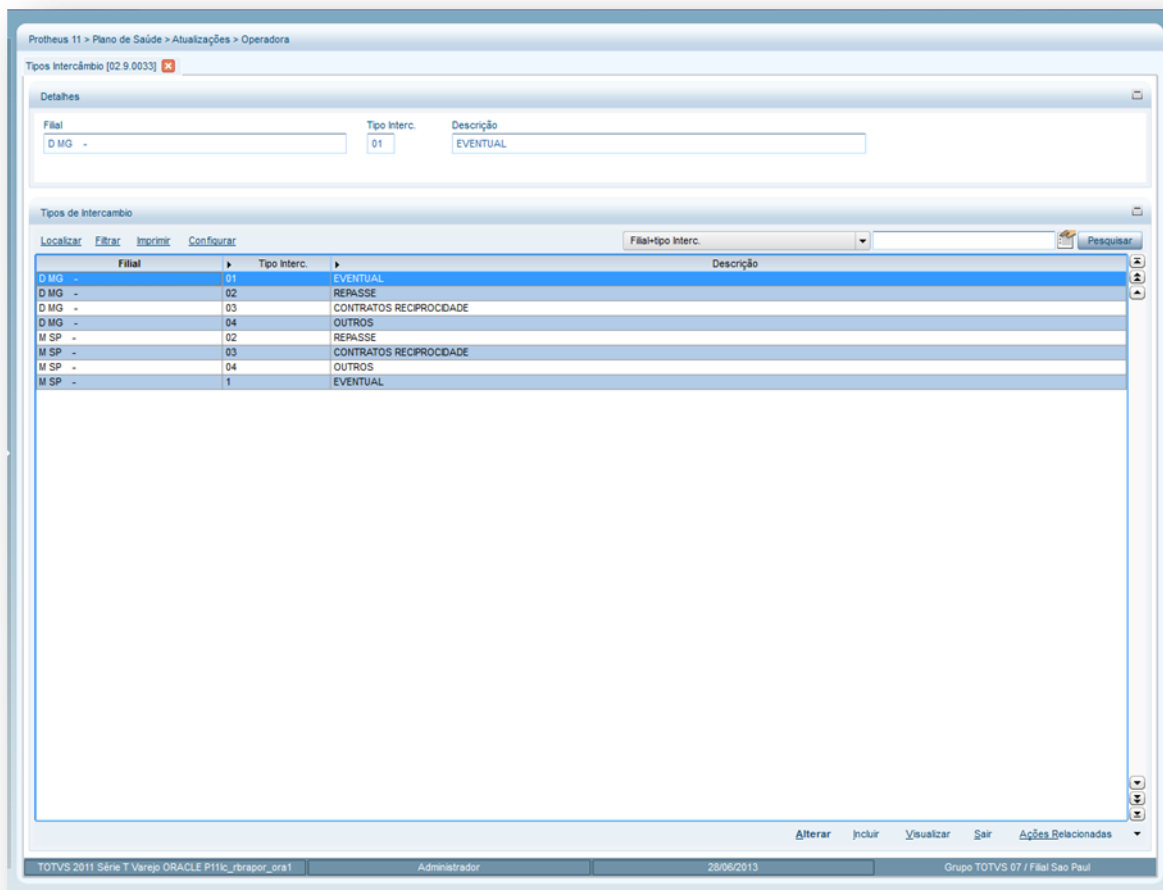 Protheus 11 > Plano de Saúde > Atualizações > Operadora
Tipos Intercâmbio [02.9.0033]
Detalhes
Filial Tipo Interc. Descrição
D MG - 01 EVENTUAL
Tipos de Intercambio
Localizar Filtrar Imprimir Configurar Filial+tipo Interc. Pesquisar
Filial Tipo Interc. Descrição
D MG - 01 EVENTUAL
D MG - 02 REPASSE
D MG - 03 CONTRATOS RECIPROCIDADE
D MG - 04 OUTROS
M SP - 02 REPASSE
M SP - 03 CONTRATOS RECIPROCIDADE
M SP - 04 OUTROS
M SP - 1 EVENTUAL
Alterar Incluir Visualizar Sair Ações Relacionadas
TOTVS 2011 Série T Varejo ORACLE P11lc_rbrapor_ora1 Administrador 28/06/2013 Grupo TOTVS 07 / Filial Sao Paul